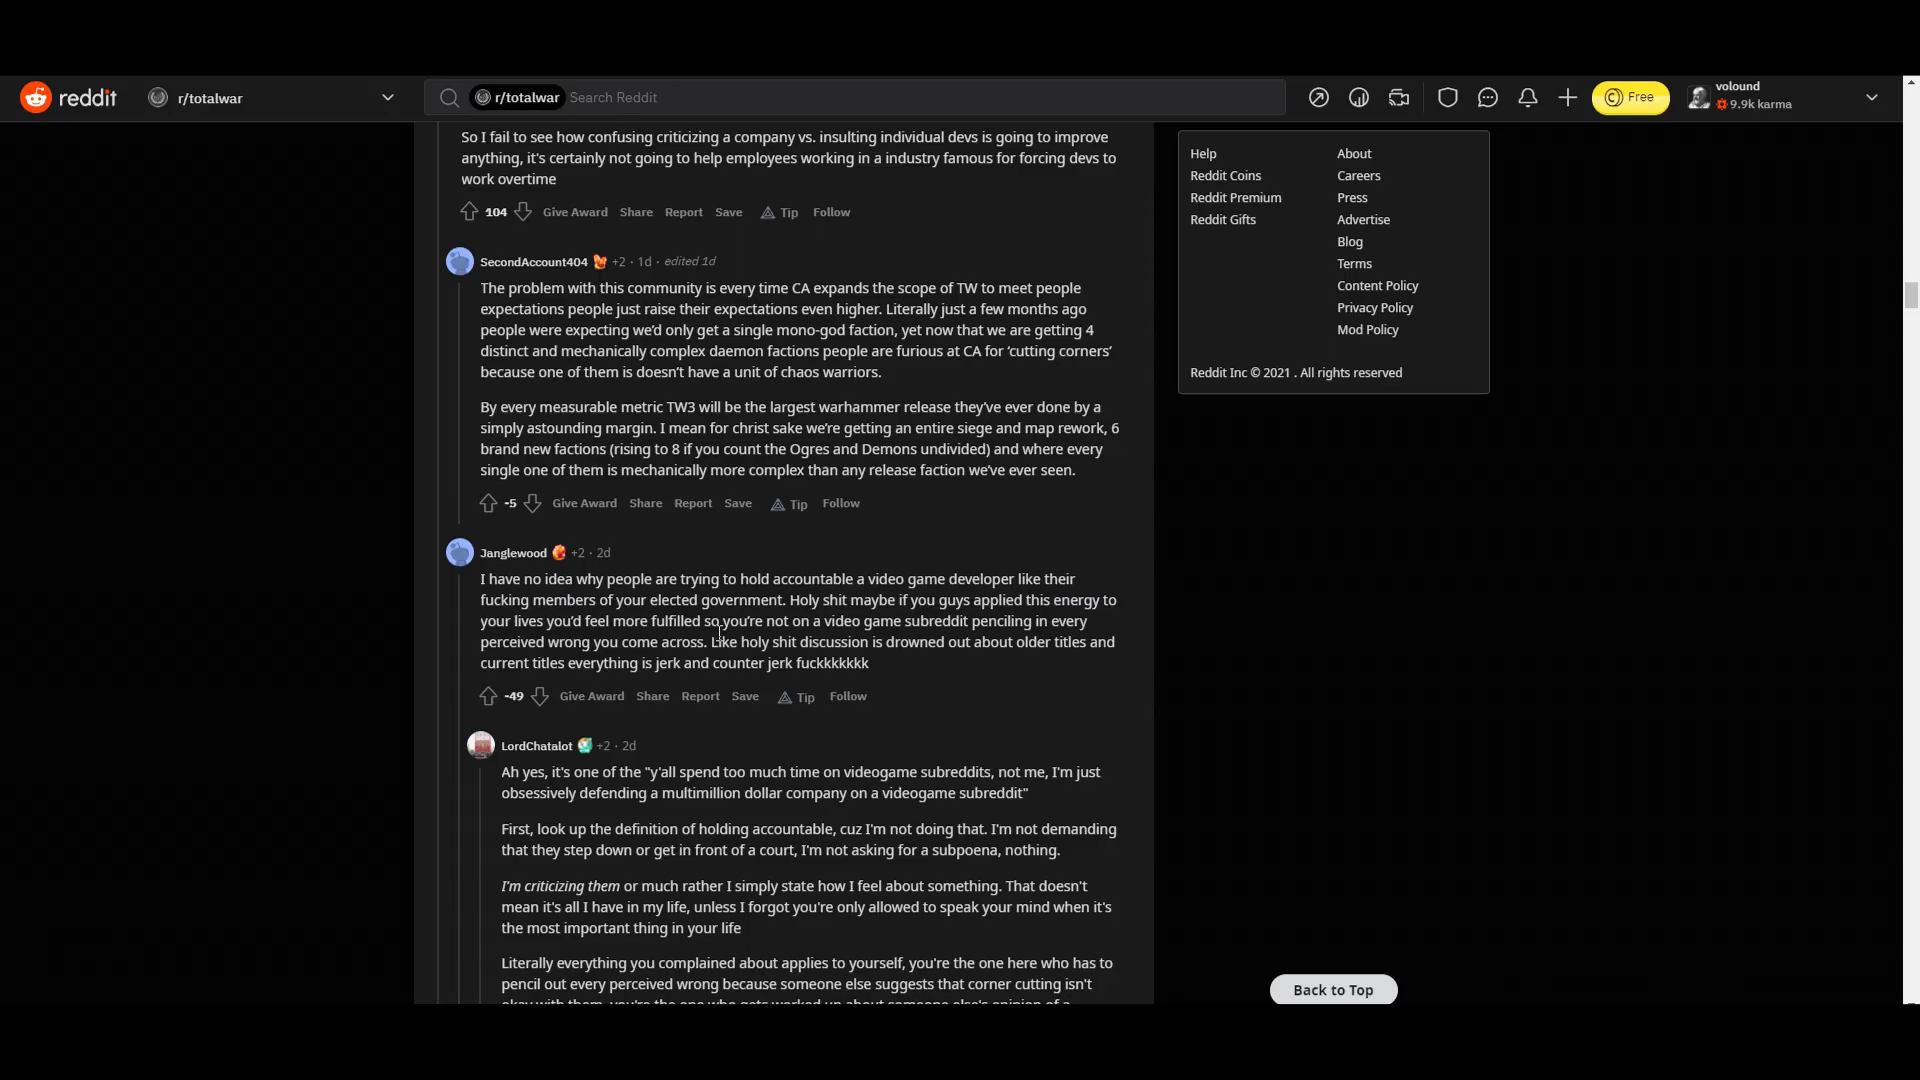 reddit
r/totalwar
r/totalwar Search Reddit
Free
volound
9.9k karma
So I fail to see how confusing criticizing a company vs. insulting individual devs is going to improve
anything, it's certainly not going to help employees working in a industry famous for forcing devs to
work overtime
104 Give Award Share Report Save Tip Follow
SecondAccount404 +2 · 1d · edited 1d
The problem with this community is every time CA expands the scope of TW to meet people
expectations people just raise their expectations even higher. Literally just a few months ago
people were expecting we'd only get a single mono-god faction, yet now that we are getting 4
distinct and mechanically complex daemon factions people are furious at CA for ‘cutting corners’
because one of them is doesn't have a unit of chaos warriors.
By every measurable metric TW3 will be the largest warhammer release they've ever done by a
simply astounding margin. I mean for christ sake we're getting an entire siege and map rework, 6
brand new factions (rising to 8 if you count the Ogres and Demons undivided) and where every
single one of them is mechanically more complex than any release faction we've ever seen.
-5 Give Award Share Report Save Tip Follow
Janglewood +2 · 2d
I have no idea why people are trying to hold accountable a video game developer like their
fucking members of your elected government. Holy shit maybe if you guys applied this energy to
your lives you'd feel more fulfilled so you're not on a video game subreddit penciling in every
perceived wrong you come across. Like holy shit discussion is drowned out about older titles and
current titles everything is jerk and counter jerk fuckkkkkkk
-49 Give Award Share Report Save Tip Follow
LordChatalot +2 · 2d
Ah yes, it's one of the "y'all spend too much time on videogame subreddits, not me, I'm just
obsessively defending a multimillion dollar company on a videogame subreddit"
First, look up the definition of holding accountable, cuz I'm not doing that. I'm not demanding
that they step down or get in front of a court, I'm not asking for a subpoena, nothing.
I'm criticizing them or much rather I simply state how I feel about something. That doesn't
mean it's all I have in my life, unless I forgot you're only allowed to speak your mind when it's
the most important thing in your life
Literally everything you complained about applies to yourself, you're the one here who has to
pencil out every perceived wrong because someone else suggests that corner cutting isn't
okay with them, you're the one who gets worked up about someone else's opinion of a
Help
Reddit Coins
Reddit Premium
Reddit Gifts
About
Careers
Press
Advertise
Blog
Terms
Content Policy
Privacy Policy
Mod Policy
Reddit Inc © 2021 . All rights reserved
Back to Top